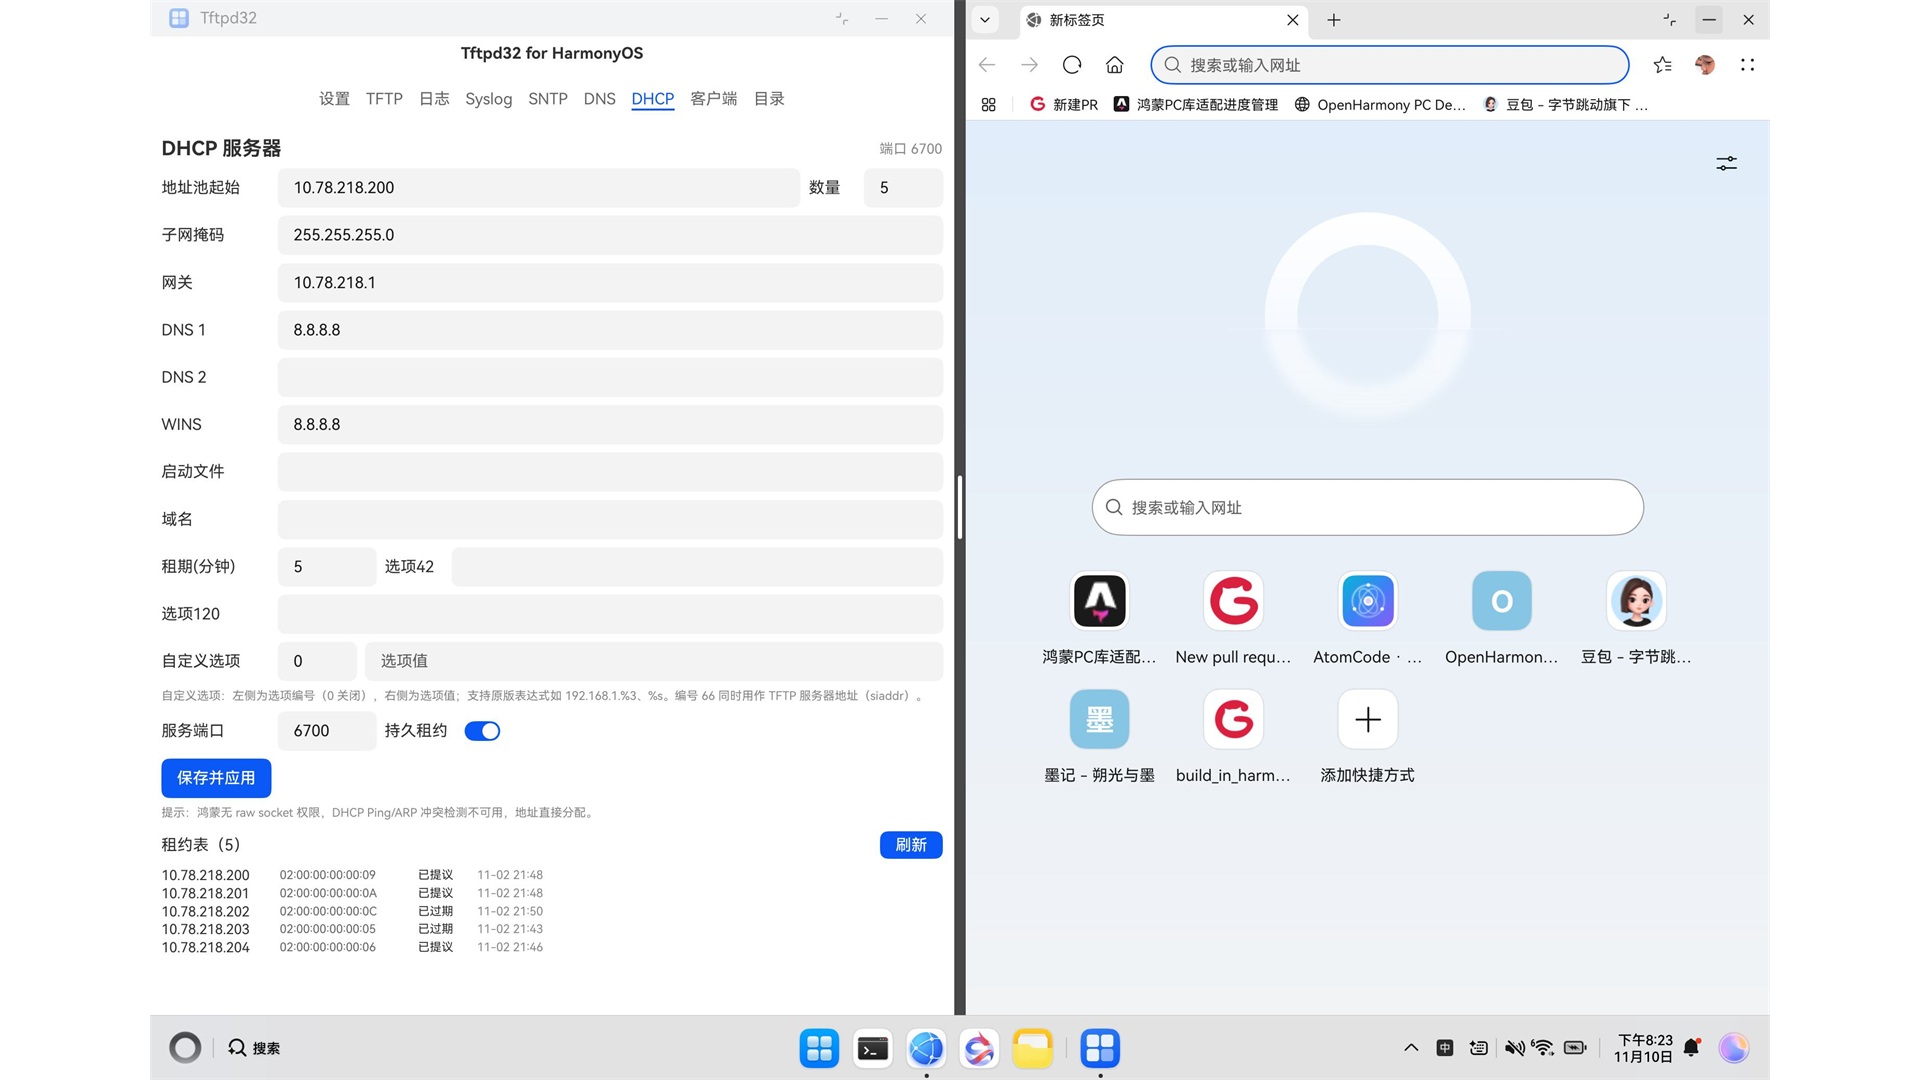 Tftpd32
Tftpd32 for HarmonyOS
设置 TFTP 日志 Syslog SNTP DNS DHCP 客户端 目录
DHCP 服务器
端口 6700
地址池起始 10.78.218.200 数量 5
子网掩码 255.255.255.0
网关 10.78.218.1
DNS 1 8.8.8.8
DNS 2
WINS 8.8.8.8
启动文件
域名
租期(分钟) 5 选项42
选项120
自定义选项 0 选项值
自定义选项：左侧为选项编号（0 关闭），右侧为选项值；支持原版表达式如 192.168.1.%3、%s。编号 66 同时用作 TFTP 服务器地址（siaddr）。
服务端口 6700 持久租约
保存并应用
提示：鸿蒙无 raw socket 权限，DHCP Ping/ARP 冲突检测不可用，地址直接分配。
租约表（5）
刷新
10.78.218.200 02:00:00:00:00:09 已提议 11-02 21:48
10.78.218.201 02:00:00:00:00:0A 已提议 11-02 21:48
10.78.218.202 02:00:00:00:00:0C 已过期 11-02 21:50
10.78.218.203 02:00:00:00:00:05 已过期 11-02 21:43
10.78.218.204 02:00:00:00:00:06 已提议 11-02 21:46
新标签页
搜索或输入网址
新建PR 鸿蒙PC库适配进度管理 OpenHarmony PC De... 豆包 - 字节跳动旗下 ...
搜索或输入网址
鸿蒙PC库适配... New pull requ... AtomCode · ... OpenHarmon... 豆包 - 字节跳...
O
墨
墨记 - 朔光与墨 build_in_harm... 添加快捷方式
搜索
中
下午8:23
11月10日